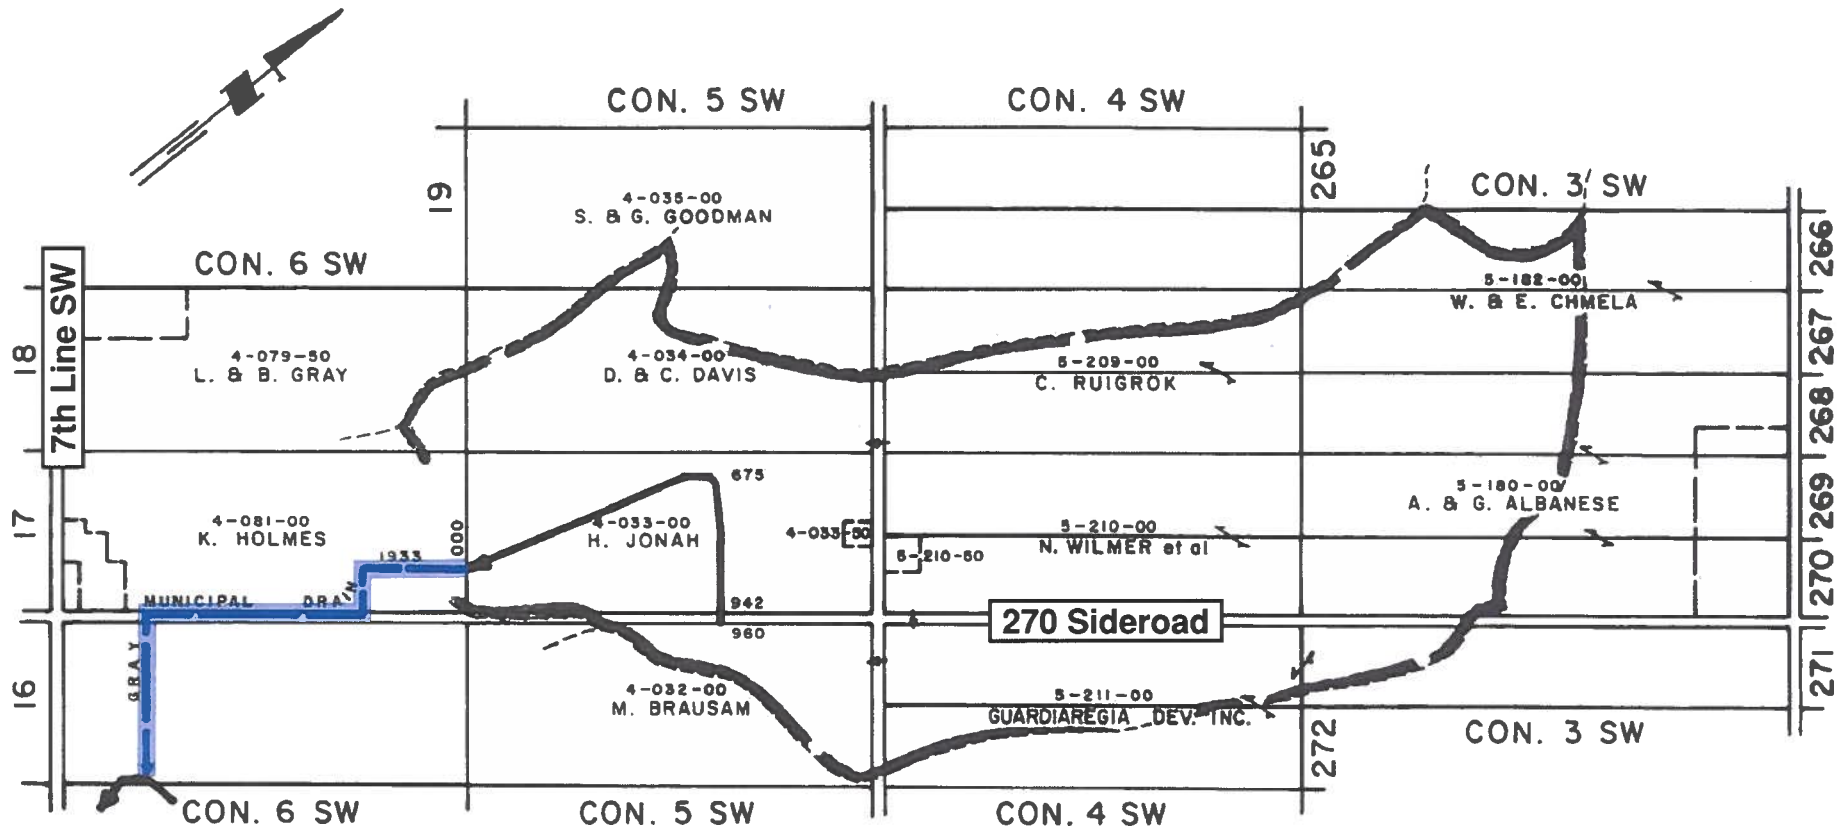 CON. 5 SW
CON. 4 SW
265
CON. 3 SW
19
4-035-00
S. & G. GOODMAN
266
CON. 6 SW
7th Line SW
5-182-00
W. & E. CHMELA
267
18
4-079-50
L. & B. GRAY
4-034-00
D. & C. DAVIS
5-209-00
C. RUIGROK
268
675
5-180-00
A. & G. ALBANESE
269
17
4-081-00
K. HOLMES
000
4-033-00
H. JONAH
4-033-50
5-210-00
N. WILMER et al
1933
5-210-50
270
MUNICIPAL DRAIN
942
270 Sideroad
960
GRAY
271
16
4-032-00
M. BRAUSAM
5-211-00
GUARDIAREGIA DEV. INC.
272
CON. 3 SW
CON. 6 SW
CON. 5 SW
CON. 4 SW